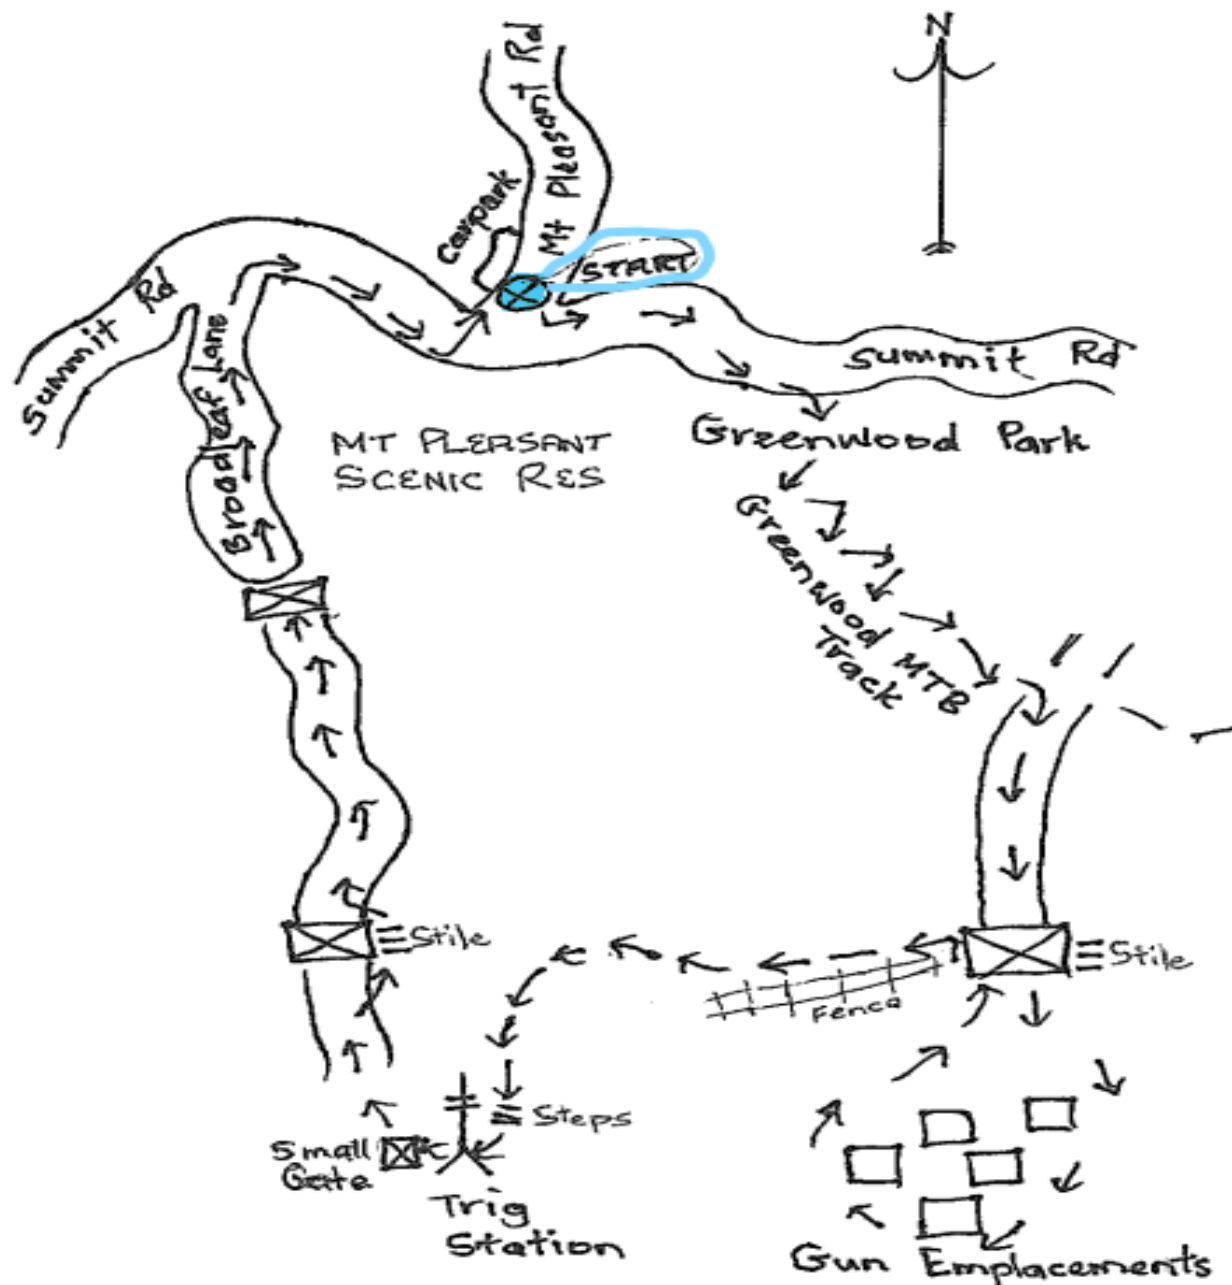 N
Mt Pleasant Rd
Carpark
START
Summit Rd
Summit Rd
Broadleaf Lane
MT PLEASANT
SCENIC RES
Greenwood Park
Greenwood MTB
Track
Stile
Stile
Fence
Steps
Small
Gate
Trig
Station
Gun Emplacements